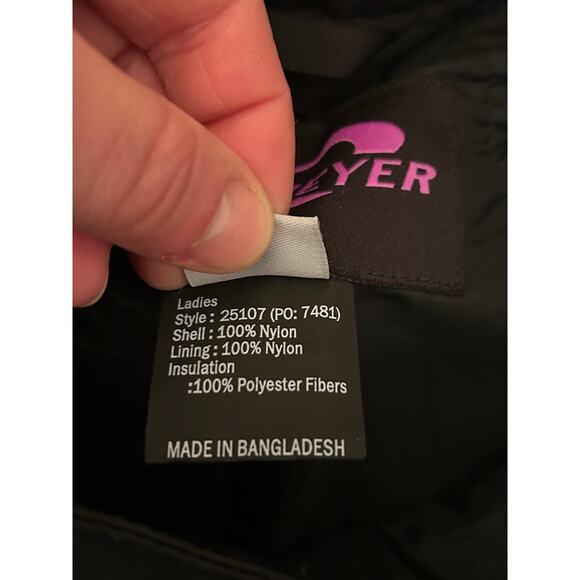 YER
Ladies
Style : 25107 (PO: 7481)
Shell : 100% Nylon
Lining : 100% Nylon
Insulation
:100% Polyester Fibers
MADE IN BANGLADESH